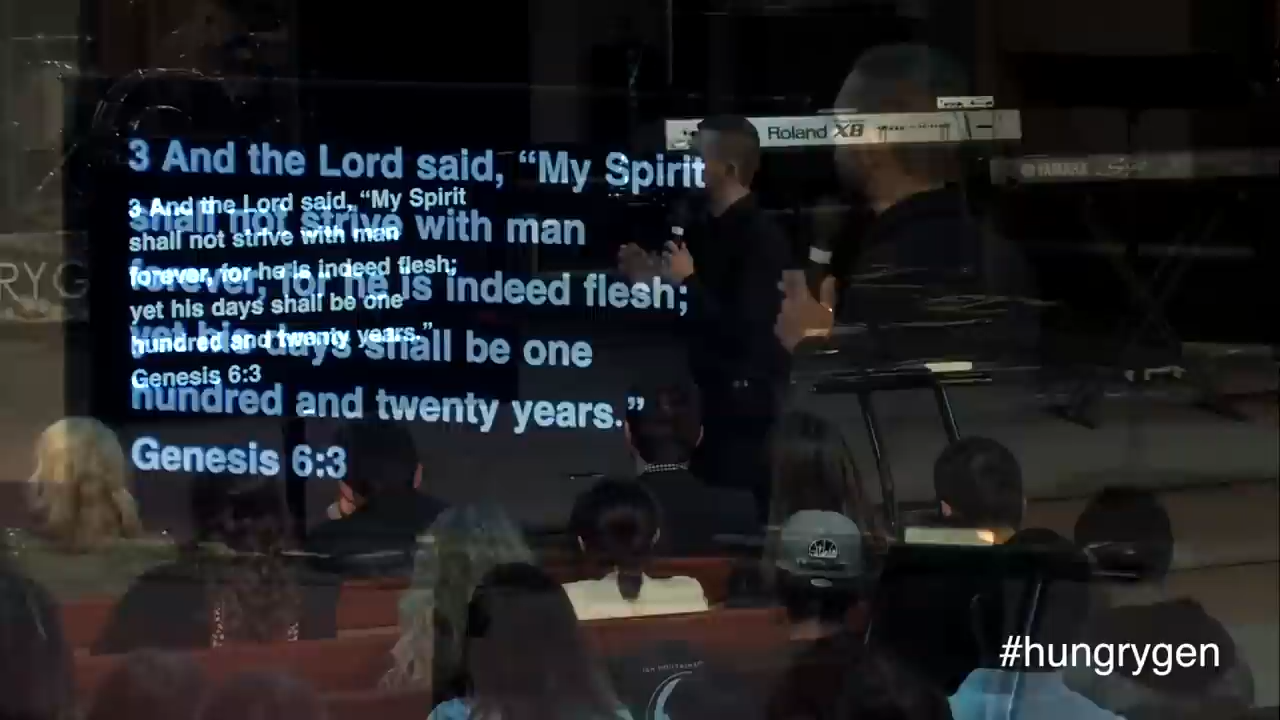 3 And the Lord said, “My Spirit
shall not strive with man
forever, for he is indeed flesh;
yet his days shall be one
hundred and twenty years.”
Genesis 6:3
3 And the Lord said, “My Spirit
shall not strive with man
forever, for he is indeed flesh;
yet his days shall be one
hundred and twenty years.”
Genesis 6:3
Roland X8
YAMAHA
RYG
#hungrygen